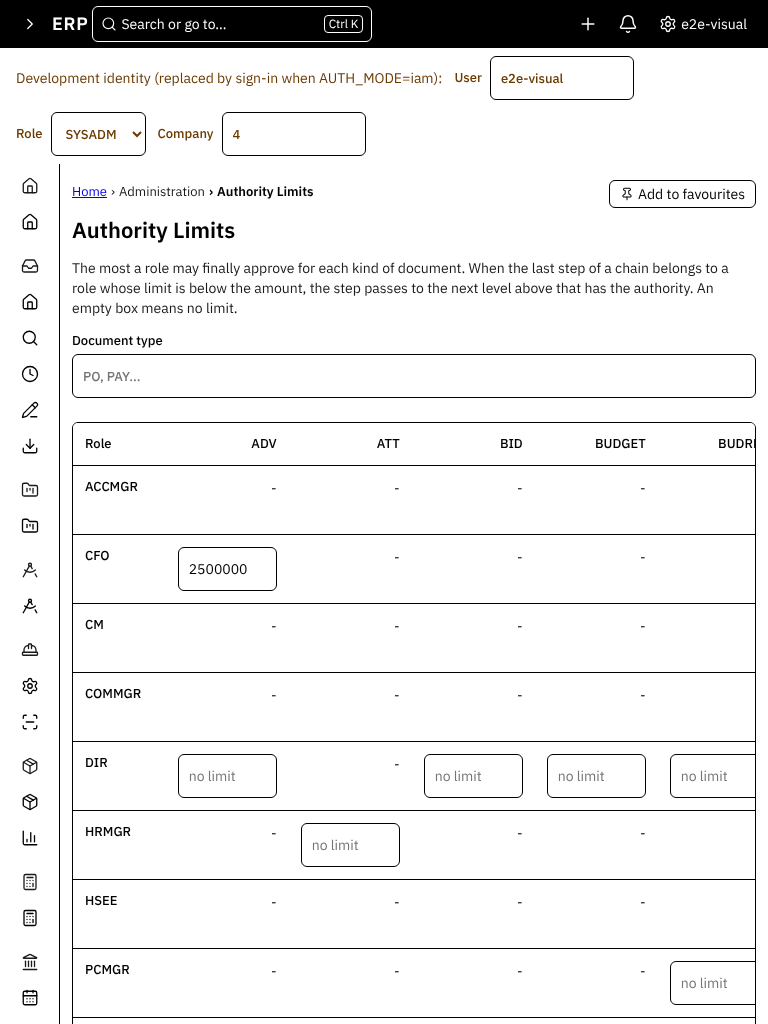 ERP Search or go to... Ctrl K e2e-visual
Development identity (replaced by sign-in when AUTH_MODE=iam): User e2e-visual
Role SYSADM Company 4
Home › Administration › Authority Limits Add to favourites
Authority Limits
The most a role may finally approve for each kind of document. When the last step of a chain belongs to a
role whose limit is below the amount, the step passes to the next level above that has the authority. An
empty box means no limit.
Document type
PO, PAY...
Role ADV ATT BID BUDGET
ACCMGR - - - -
CFO 2500000 - - -
CM - - - -
COMMGR - - - -
DIR no limit - no limit no limit no limit
HRMGR - no limit - -
HSEE - - - -
PCMGR - - - - no limit